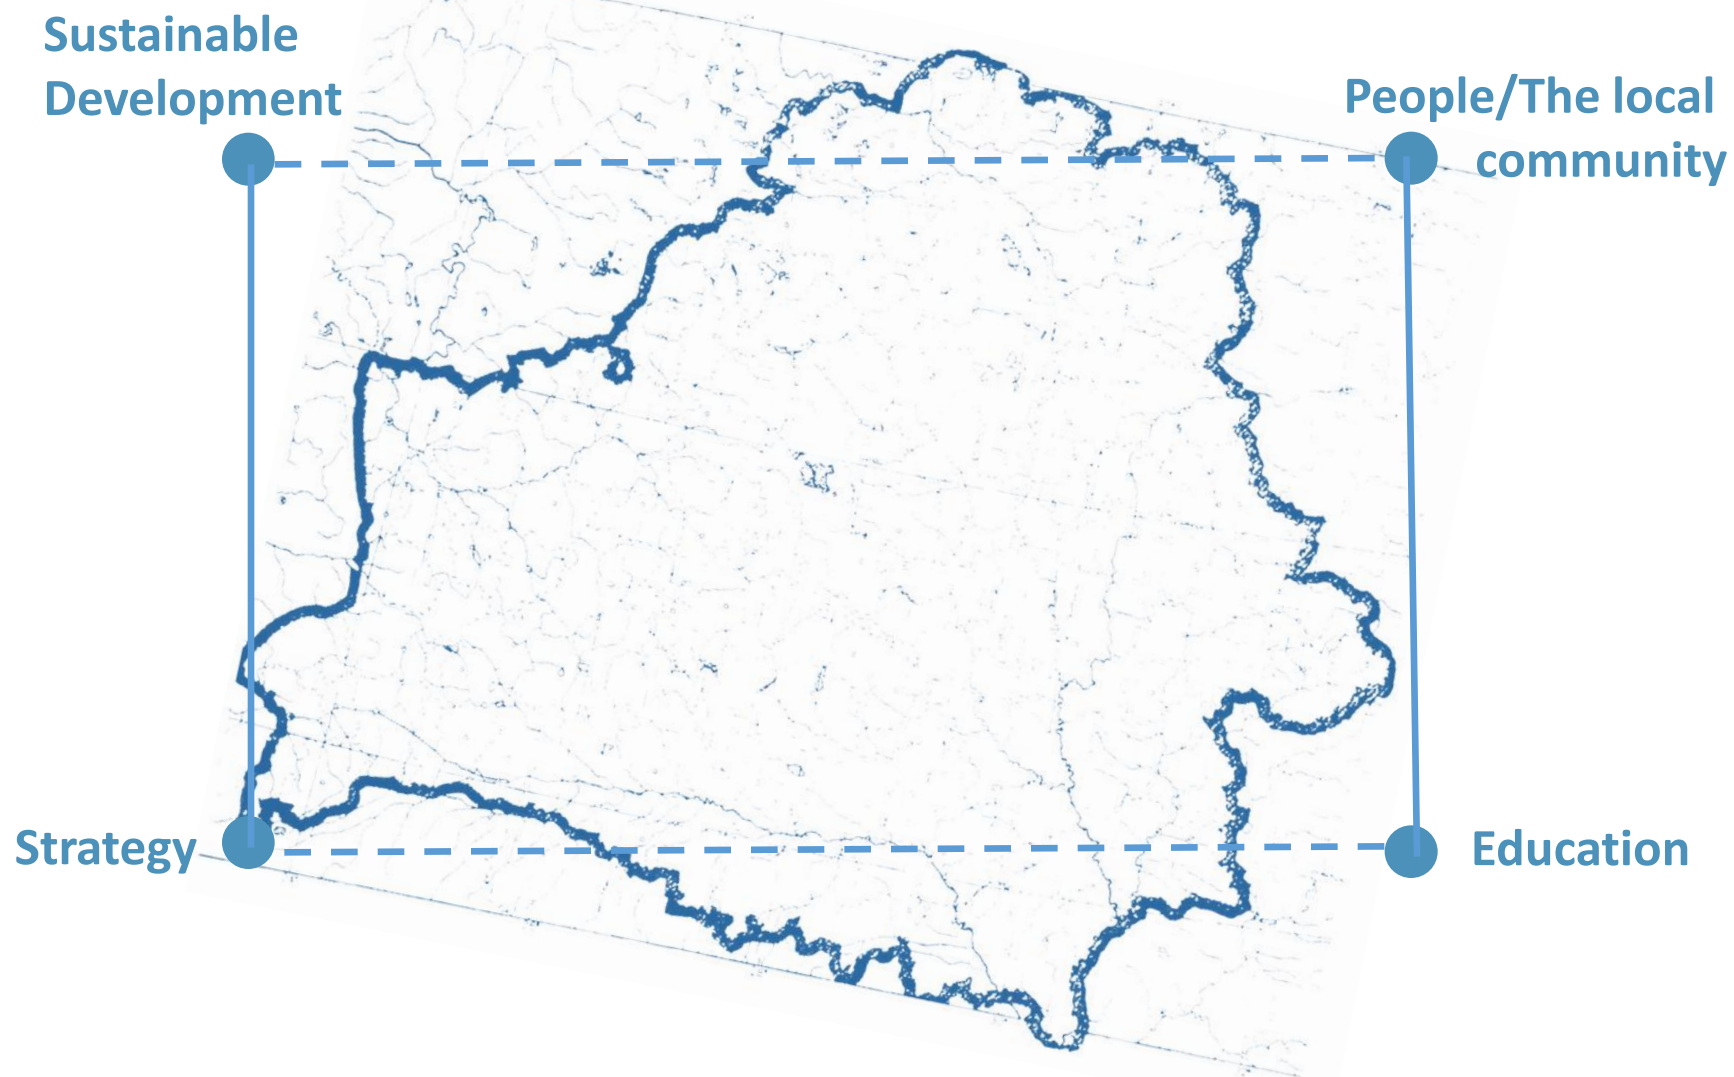 Sustainable
Development
People/The local
community
Strategy
Education